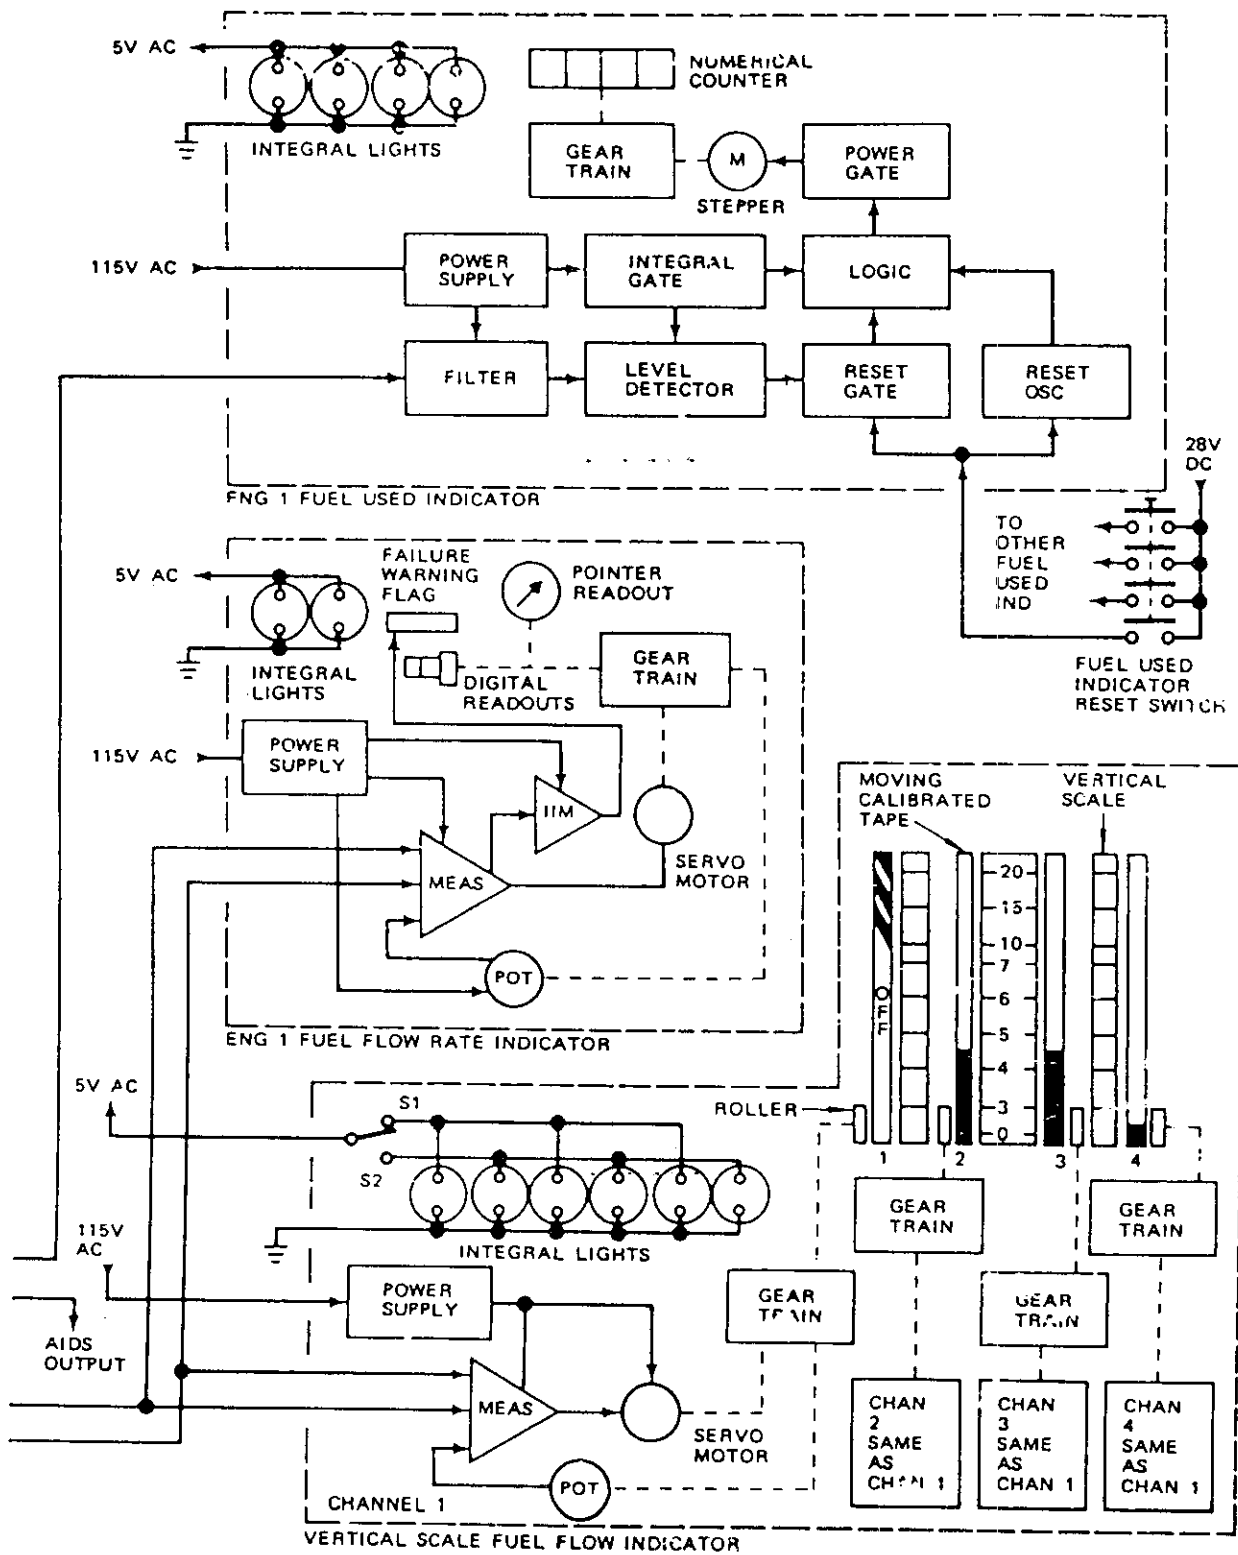 5V AC
NUMERICAL
COUNTER
INTEGRAL LIGHTS
GEAR
TRAIN
M
STEPPER
POWER
GATE
115V AC
POWER
SUPPLY
INTEGRAL
GATE
LOGIC
FILTER
LEVEL
DETECTOR
RESET
GATE
RESET
OSC
28V
DC
ENG 1 FUEL USED INDICATOR
TO
OTHER
FUEL
USED
IND
FUEL USED
INDICATOR
RESET SWITCH
5V AC
FAILURE
WARNING
FLAG
POINTER
READOUT
INTEGRAL
LIGHTS
DIGITAL
READOUTS
GEAR
TRAIN
115V AC
POWER
SUPPLY
MEAS
SERVO
MOTOR
POT
ENG 1 FUEL FLOW RATE INDICATOR
MOVING
CALIBRATED
TAPE
VERTICAL
SCALE
20
15
10
7
6
5
4
3
0
OFF
ROLLER
1
2
3
4
5V AC
S1
S2
INTEGRAL LIGHTS
GEAR
TRAIN
GEAR
TRAIN
115V
AC
POWER
SUPPLY
GEAR
TRAIN
GEAR
TRAIN
AIDS
OUTPUT
MEAS
SERVO
MOTOR
POT
CHAN
2
SAME
AS
CHAN 1
CHAN
3
SAME
AS
CHAN 1
CHAN
4
SAME
AS
CHAN 1
CHANNEL 1
VERTICAL SCALE FUEL FLOW INDICATOR